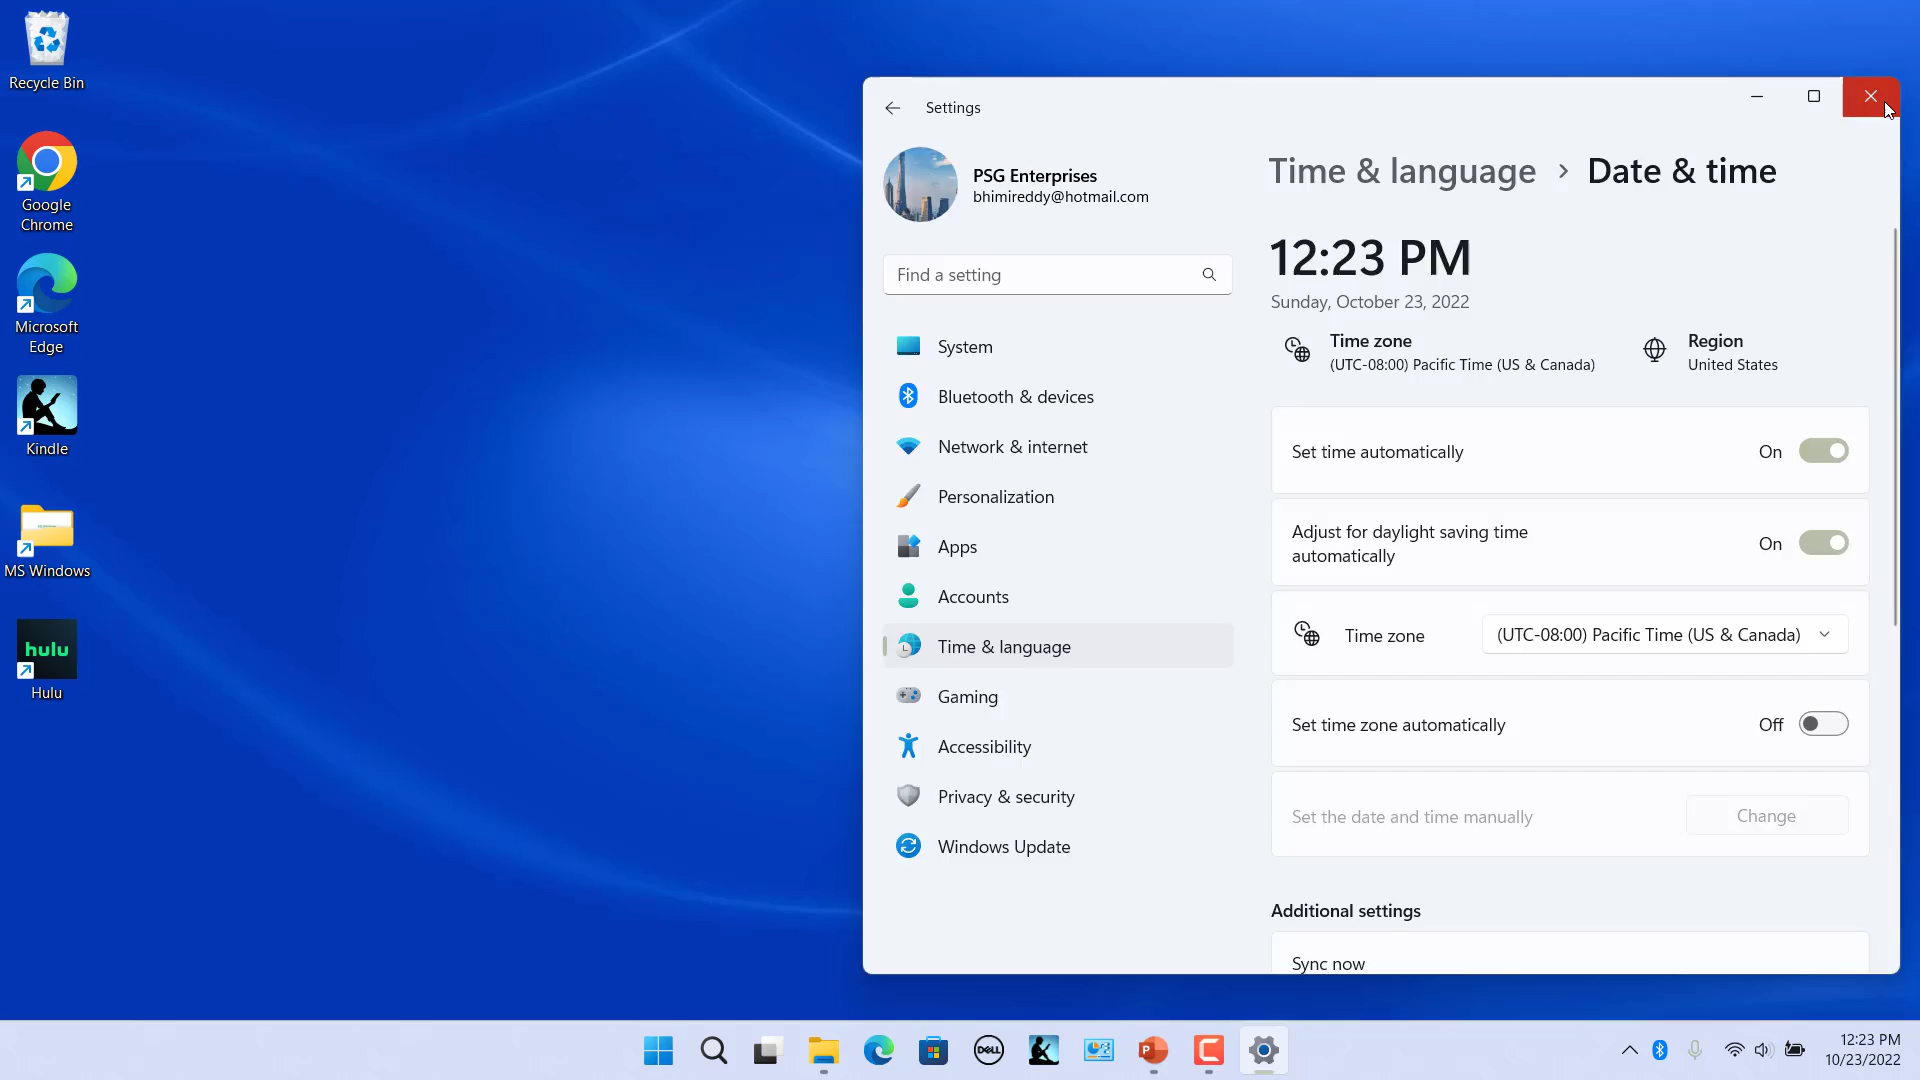 Recycle Bin
Google
Chrome
Microsoft
Edge
Kindle
MS Windows
hulu
Hulu
Settings
PSG Enterprises
bhimireddy@hotmail.com
Find a setting
System
Bluetooth & devices
Network & internet
Personalization
Apps
Accounts
Time & language
Gaming
Accessibility
Privacy & security
Windows Update
Time & language > Date & time
12:23 PM
Sunday, October 23, 2022
Time zone
(UTC-08:00) Pacific Time (US & Canada)
Region
United States
Set time automatically On
Adjust for daylight saving time
automatically On
Time zone (UTC-08:00) Pacific Time (US & Canada)
Set time zone automatically Off
Set the date and time manually Change
Additional settings
Sync now
DELL
P
12:23 PM
10/23/2022